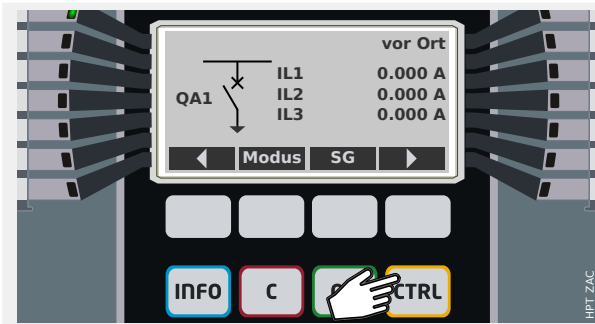 vor Ort
IL1 0.000 A
QA1 IL2 0.000 A
IL3 0.000 A
Modus SG
INFO C CTRL
HPT ZAC